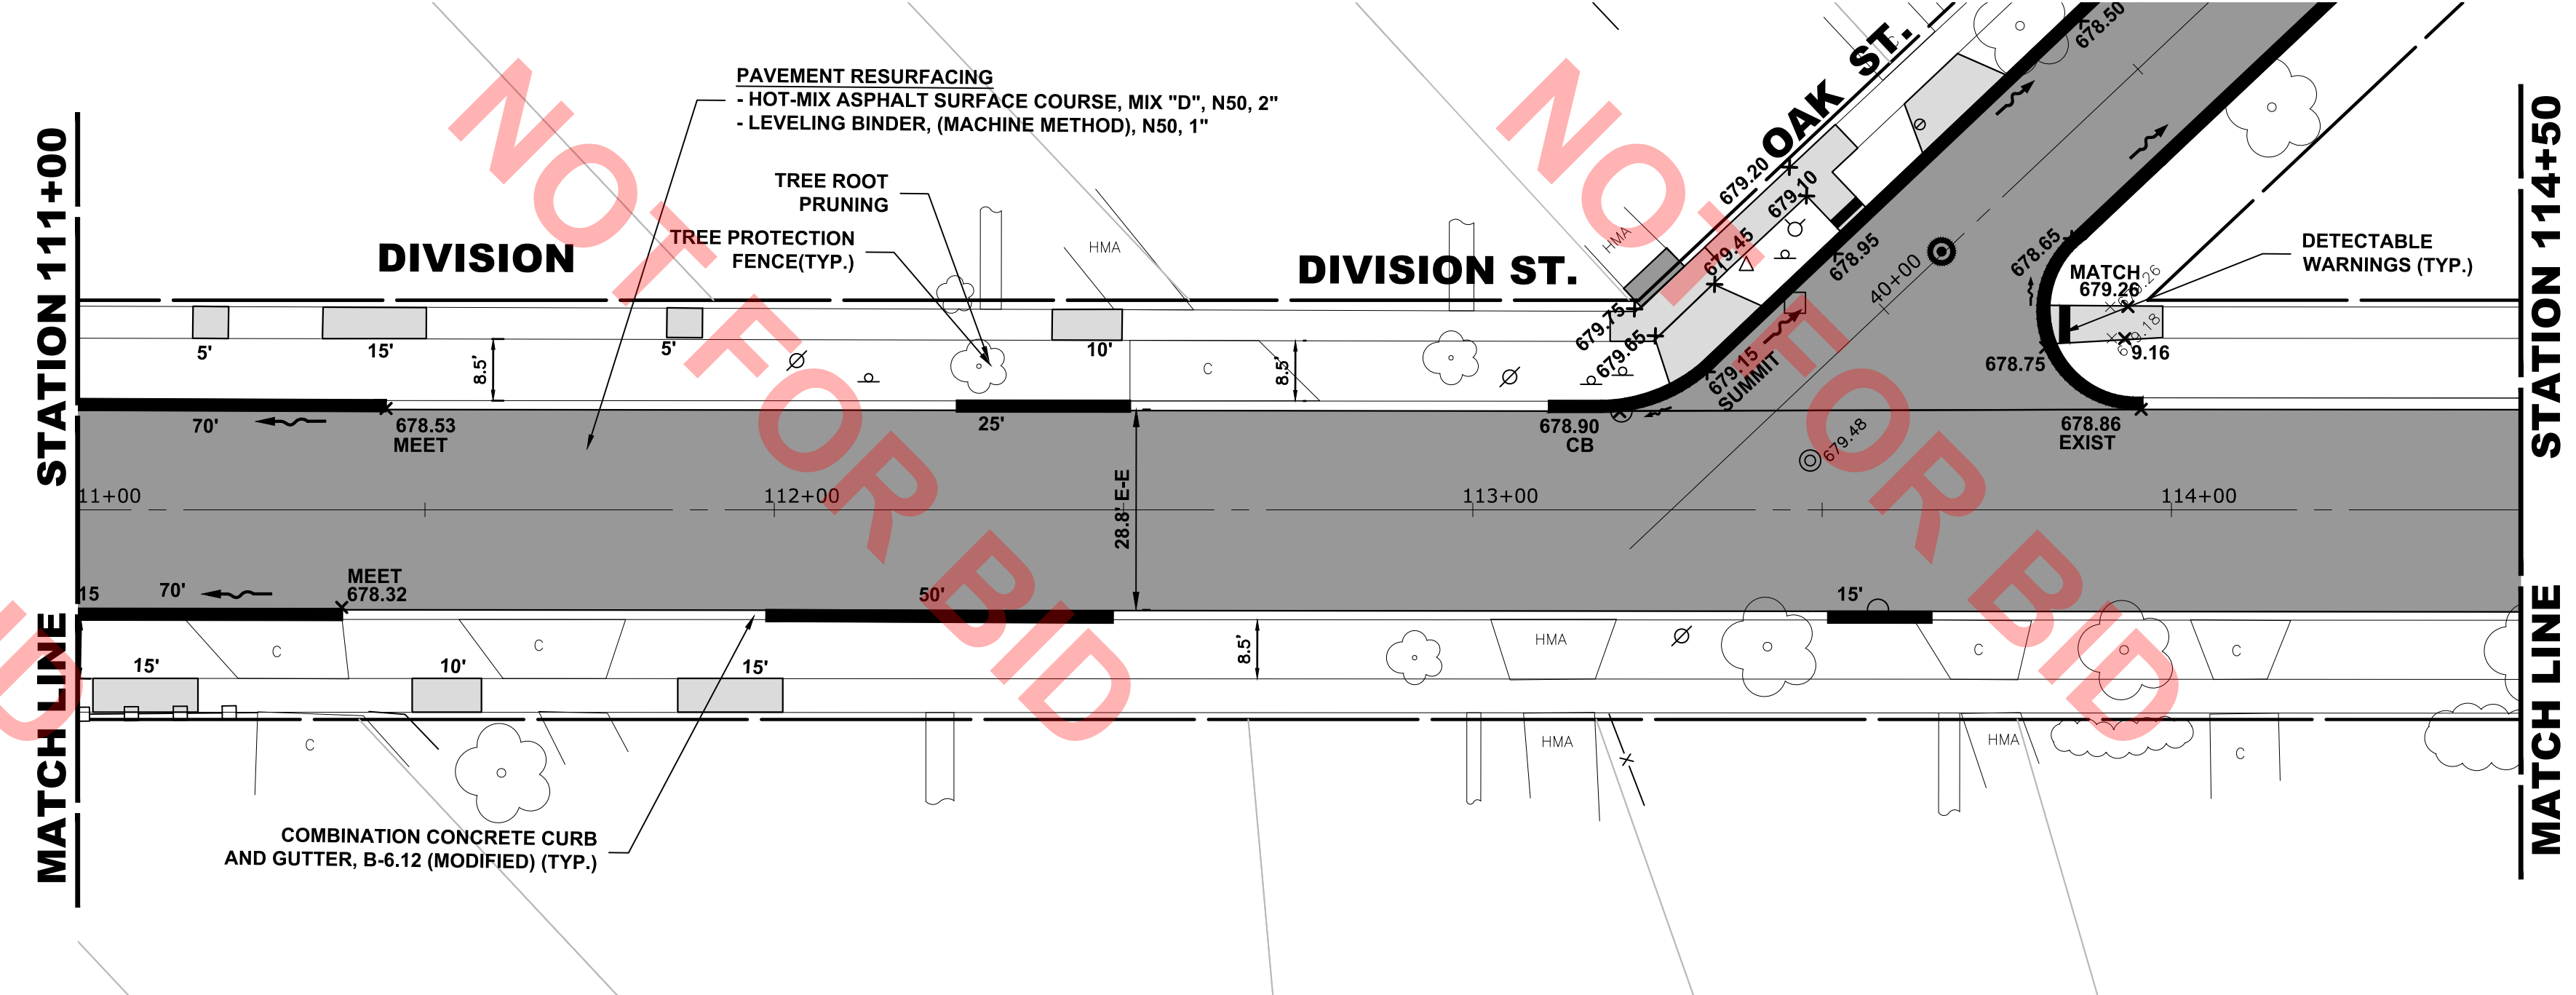 PAVEMENT RESURFACING
- HOT-MIX ASPHALT SURFACE COURSE, MIX "D", N50, 2"
- LEVELING BINDER, (MACHINE METHOD), N50, 1"
TREE ROOT
PRUNING
TREE PROTECTION
FENCE(TYP.)
DIVISION
DIVISION ST.
OAK ST.
STATION 111+00
MATCH LINE
STATION 114+50
MATCH LINE
NOT FOR BID
NOT FOR BID
ID
HMA
HMA
C
678.50
679.20
679.10
679.45
678.95
679.75
679.65
679.15
SUMMIT
40+00
678.65
MATCH
679.26
679.18
9.16
678.75
DETECTABLE
WARNINGS (TYP.)
5'
15'
5'
10'
8.5'
8.5'
C
70'
678.53
MEET
25'
678.90
CB
679.48
678.86
EXIST
11+00
112+00
113+00
114+00
28.8' E-E
15
70'
MEET
678.32
50'
15'
15'
C
10'
C
15'
8.5'
HMA
C
C
C
HMA
X
HMA
C
COMBINATION CONCRETE CURB
AND GUTTER, B-6.12 (MODIFIED) (TYP.)